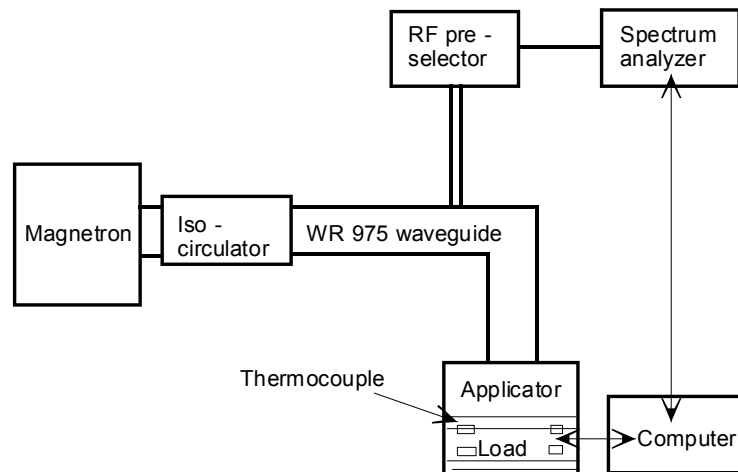 RF pre -
selector
Spectrum
analyzer
Magnetron
Iso -
circulator
WR 975 waveguide
Thermocouple
Applicator
Load
Computer